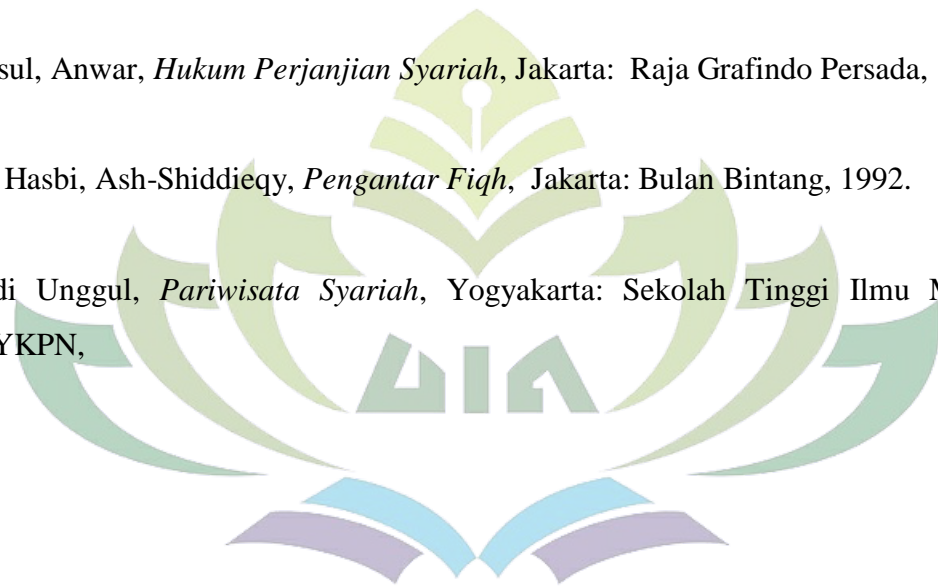 sul, Anwar, Hukum Perjanjian Syariah, Jakarta: Raja Grafindo Persada,
Hasbi, Ash-Shiddieqy, Pengantar Fiqh, Jakarta: Bulan Bintang, 1992.
di Unggul, Pariwisata Syariah, Yogyakarta: Sekolah Tinggi Ilmu M
YKPN,
UIN